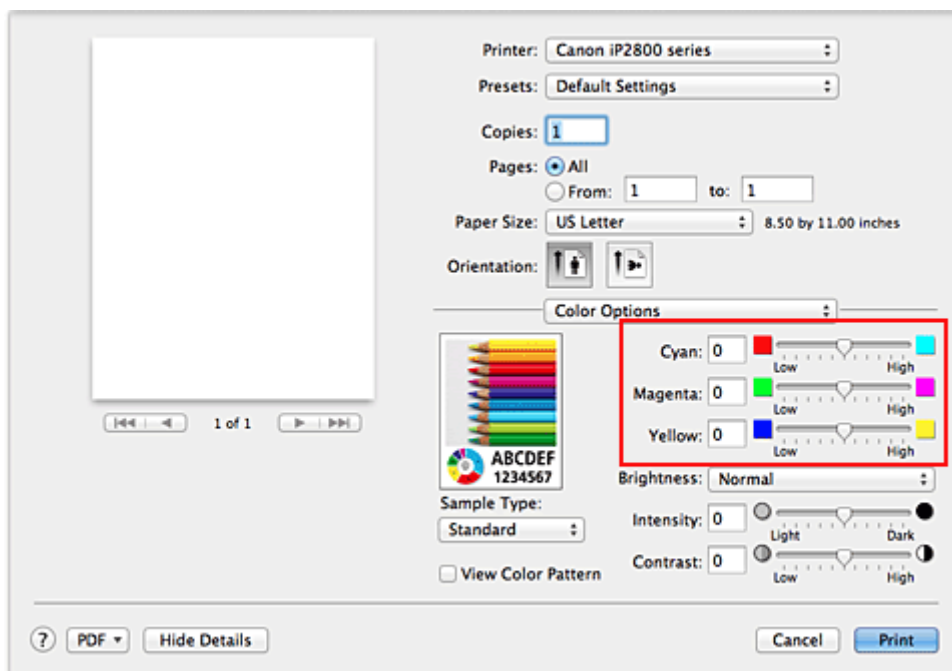 Printer: Canon iP2800 series
Presets: Default Settings
Copies: 1
Pages: All
From: 1 to: 1
Paper Size: US Letter 8.50 by 11.00 inches
Orientation:
Color Options
1 of 1
Cyan: 0
Low High
Magenta: 0
Low High
Yellow: 0
Low High
ABCDEF
1234567
Sample Type:
Standard
View Color Pattern
Brightness: Normal
Intensity: 0
Light Dark
Contrast: 0
Low High
? PDF Hide Details Cancel Print